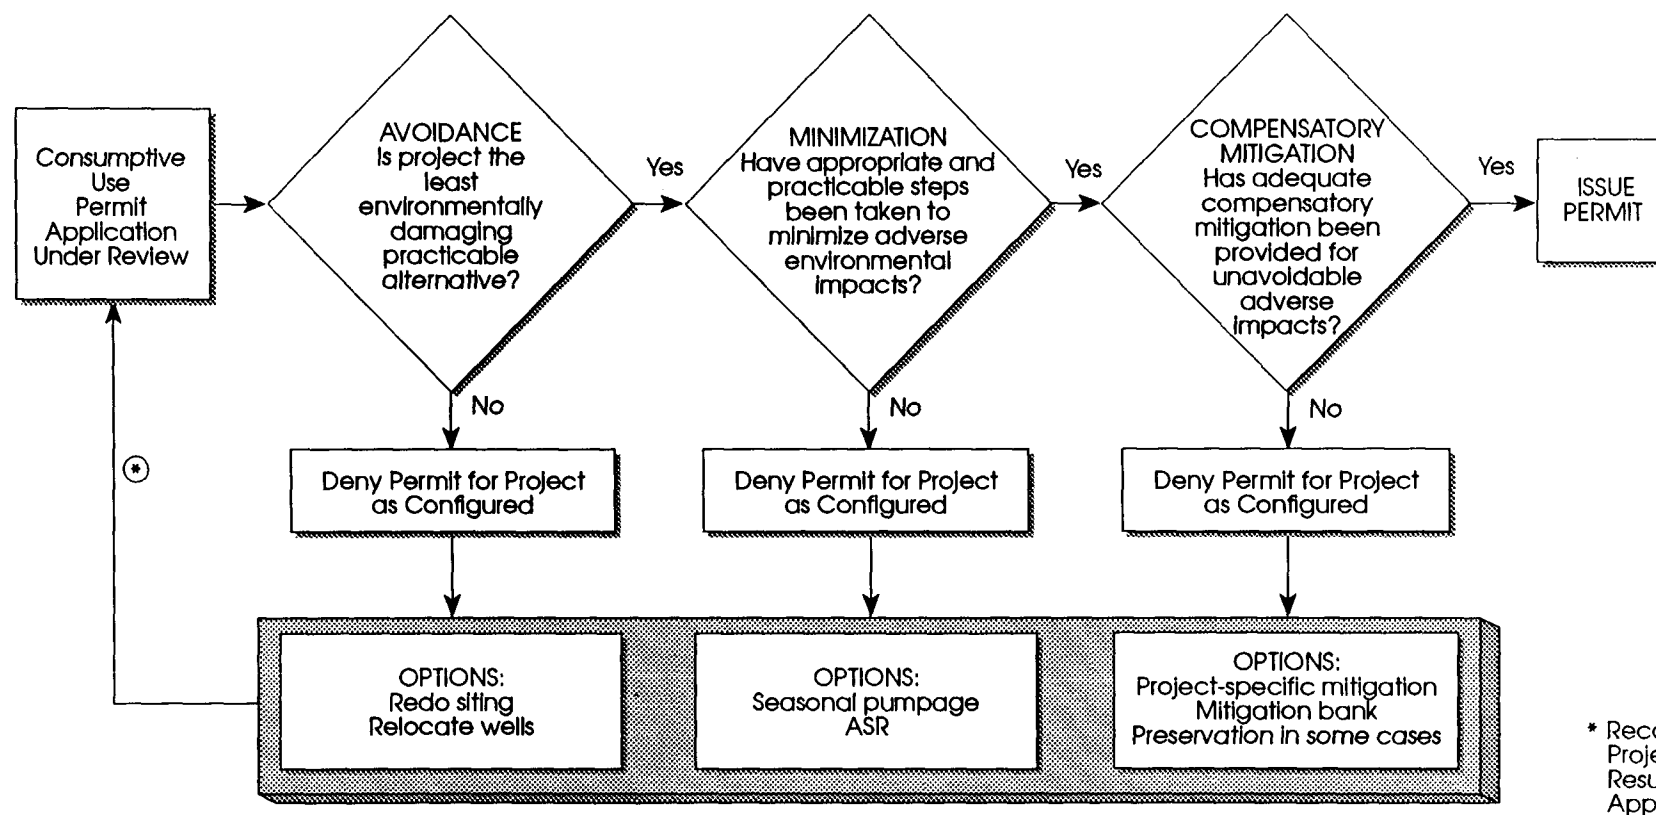 Consumptive
Use
Permit
Application
Under Review
AVOIDANCE
Is project the
least
environmentally
damaging
practicable
alternative?
Yes
No
MINIMIZATION
Have appropriate and
practicable steps
been taken to
minimize adverse
environmental
impacts?
Yes
No
COMPENSATORY
MITIGATION
Has adequate
compensatory
mitigation been
provided for
unavoidable
adverse
impacts?
Yes
No
ISSUE
PERMIT
*
Deny Permit for Project
as Configured
Deny Permit for Project
as Configured
Deny Permit for Project
as Configured
OPTIONS:
Redo siting
Relocate wells
OPTIONS:
Seasonal pumpage
ASR
OPTIONS:
Project-specific mitigation
Mitigation bank
Preservation in some cases
*